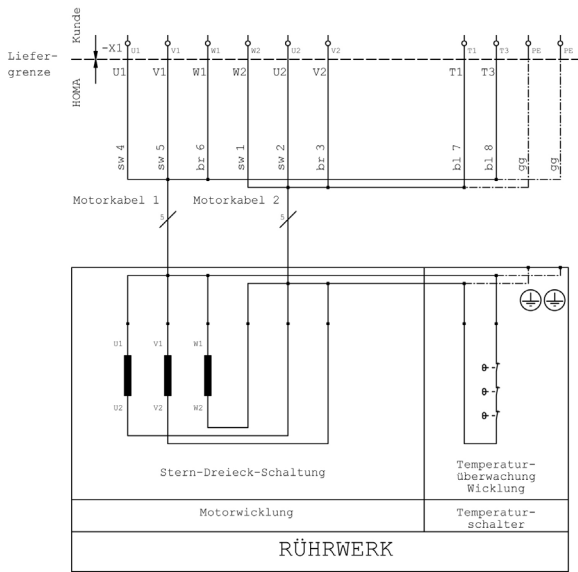 Kunde
-X1 U1 V1 W1 W2 U2 V2 T1 T3 PE PE
Liefer-
grenze
HOMA
U1 V1 W1 W2 U2 V2 T1 T3
sw 4 sw 5 br 6 sw 1 sw 2 br 3 bl 7 bl 8 gg gg
Motorkabel 1 Motorkabel 2
5 5
U1 V1 W1
U2 V2 W2
Stern-Dreieck-Schaltung
Temperatur-
überwachung
Wicklung
Motorwicklung
Temperatur-
schalter
RÜHRWERK